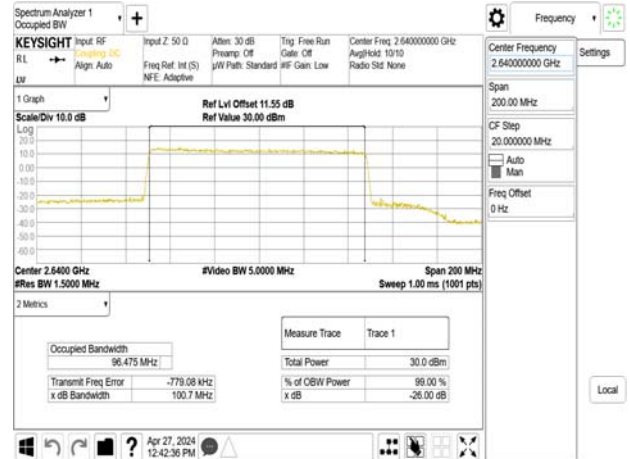 Spectrum Analyzer 1
Occupied BW
+
Frequency
KEYSIGHT
Input: RF
Coupling: DC
Align: Auto
Input Z: 50 Ω
Freq Ref: Int (S)
NFE: Adaptive
Atten: 30 dB
Preamp: Off
µW Path: Standard
Trig: Free Run
Gate: Off
#IF Gain: Low
Center Freq: 2.640000000 GHz
Avg|Hold: 10/10
Radio Std: None
RL
LXI
Center Frequency
2.640000000 GHz
Settings
Span
200.00 MHz
CF Step
20.000000 MHz
Auto
Man
Freq Offset
0 Hz
1 Graph
Scale/Div 10.0 dB
Ref Lvl Offset 11.55 dB
Ref Value 30.00 dBm
Log
20.0
10.0
0.00
-10.0
-20.0
-30.0
-40.0
-50.0
-60.0
Center 2.6400 GHz
#Res BW 1.5000 MHz
#Video BW 5.0000 MHz
Span 200 MHz
Sweep 1.00 ms (1001 pts)
2 Metrics
Measure Trace Trace 1
Occupied Bandwidth
96.475 MHz
Total Power 30.0 dBm
Transmit Freq Error -779.08 kHz
% of OBW Power 99.00 %
x dB Bandwidth 100.7 MHz
x dB -26.00 dB
Local
?
Apr 27, 2024
12:42:36 PM